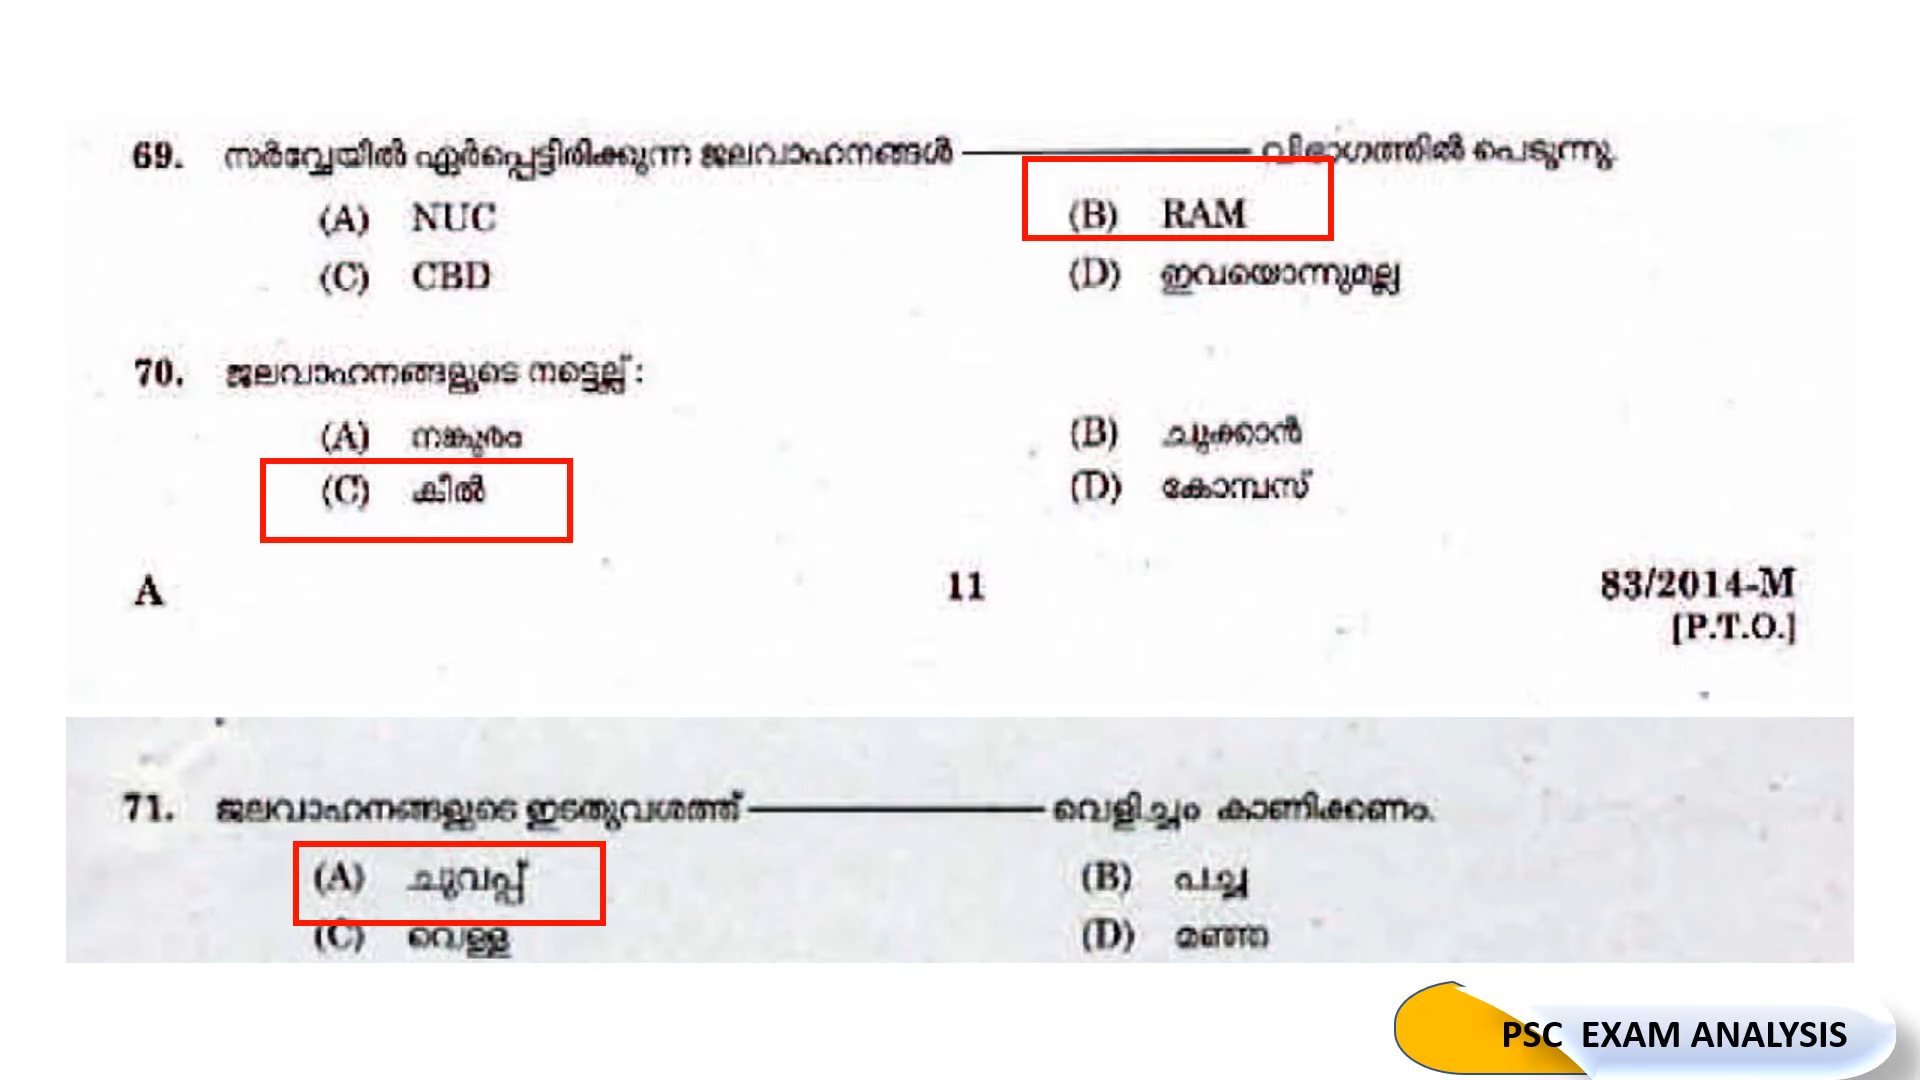 69. സർവ്വേയിൽ ഏർപ്പെട്ടിരിക്കുന്ന ജലവാഹനങ്ങൾ ———— വിഭാഗത്തിൽ പെടുന്നു.
(A) NUC (B) RAM
(C) CBD (D) ഇവയൊന്നുമല്ല
70. ജലവാഹനങ്ങളുടെ നട്ടെല്ല് :
(A) നങ്കൂരം (B) ചുക്കാൻ
(C) കീൽ (D) കോമ്പസ്
A 11 83/2014-M
[P.T.O.]
71. ജലവാഹനങ്ങളുടെ ഇടതുവശത്ത് ———— വെളിച്ചം കാണിക്കണം.
(A) ചുവപ്പ് (B) പച്ച
(C) വെള്ള (D) മഞ്ഞ
PSC EXAM ANALYSIS